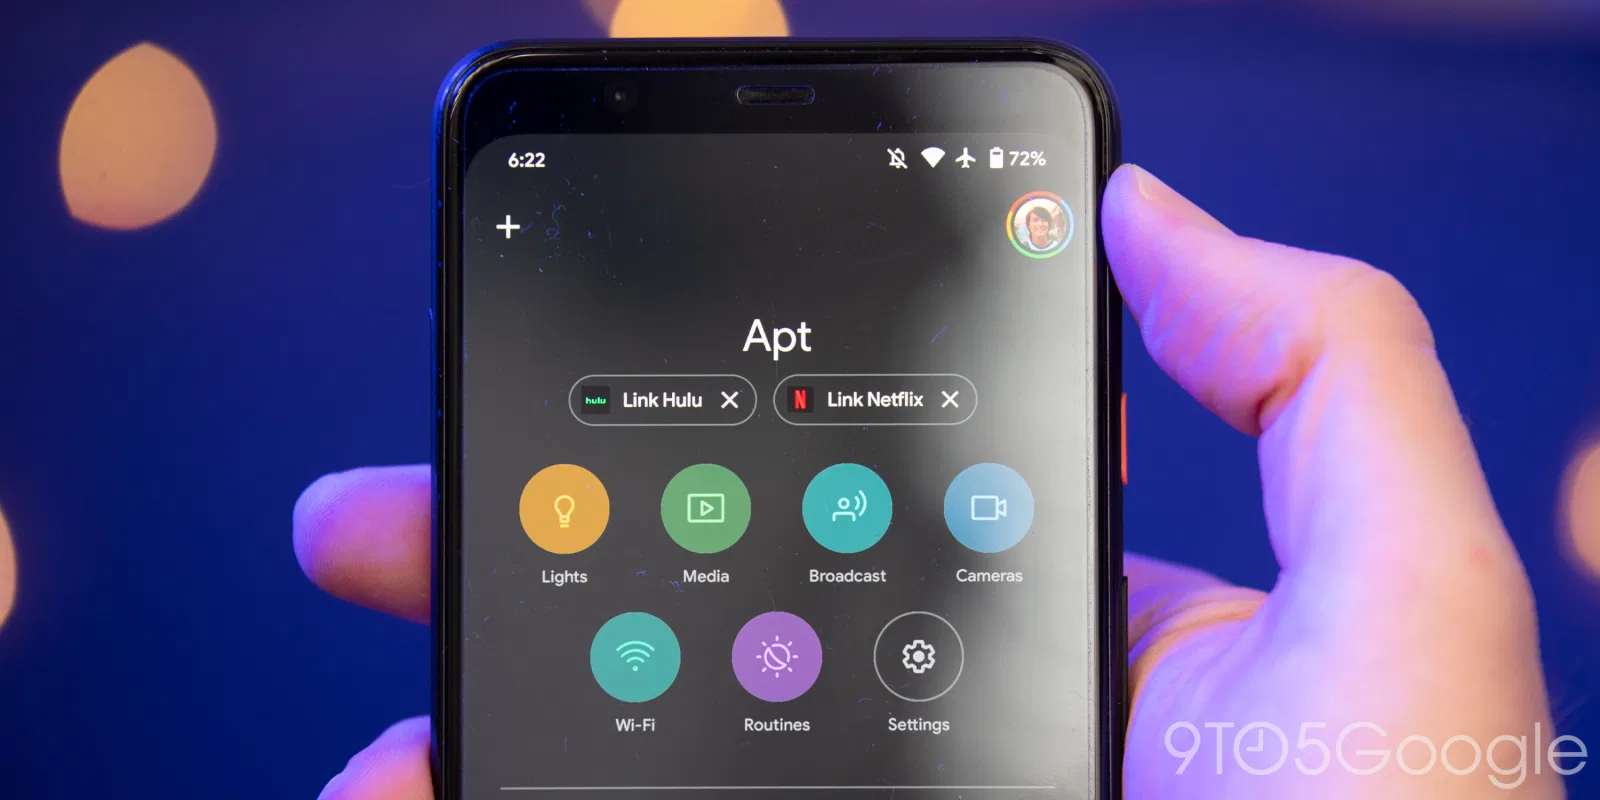 6:22 72%
+
Apt
hulu Link Hulu X N Link Netflix X
Lights Media Broadcast Cameras
Wi-Fi Routines Settings
9TO5Google